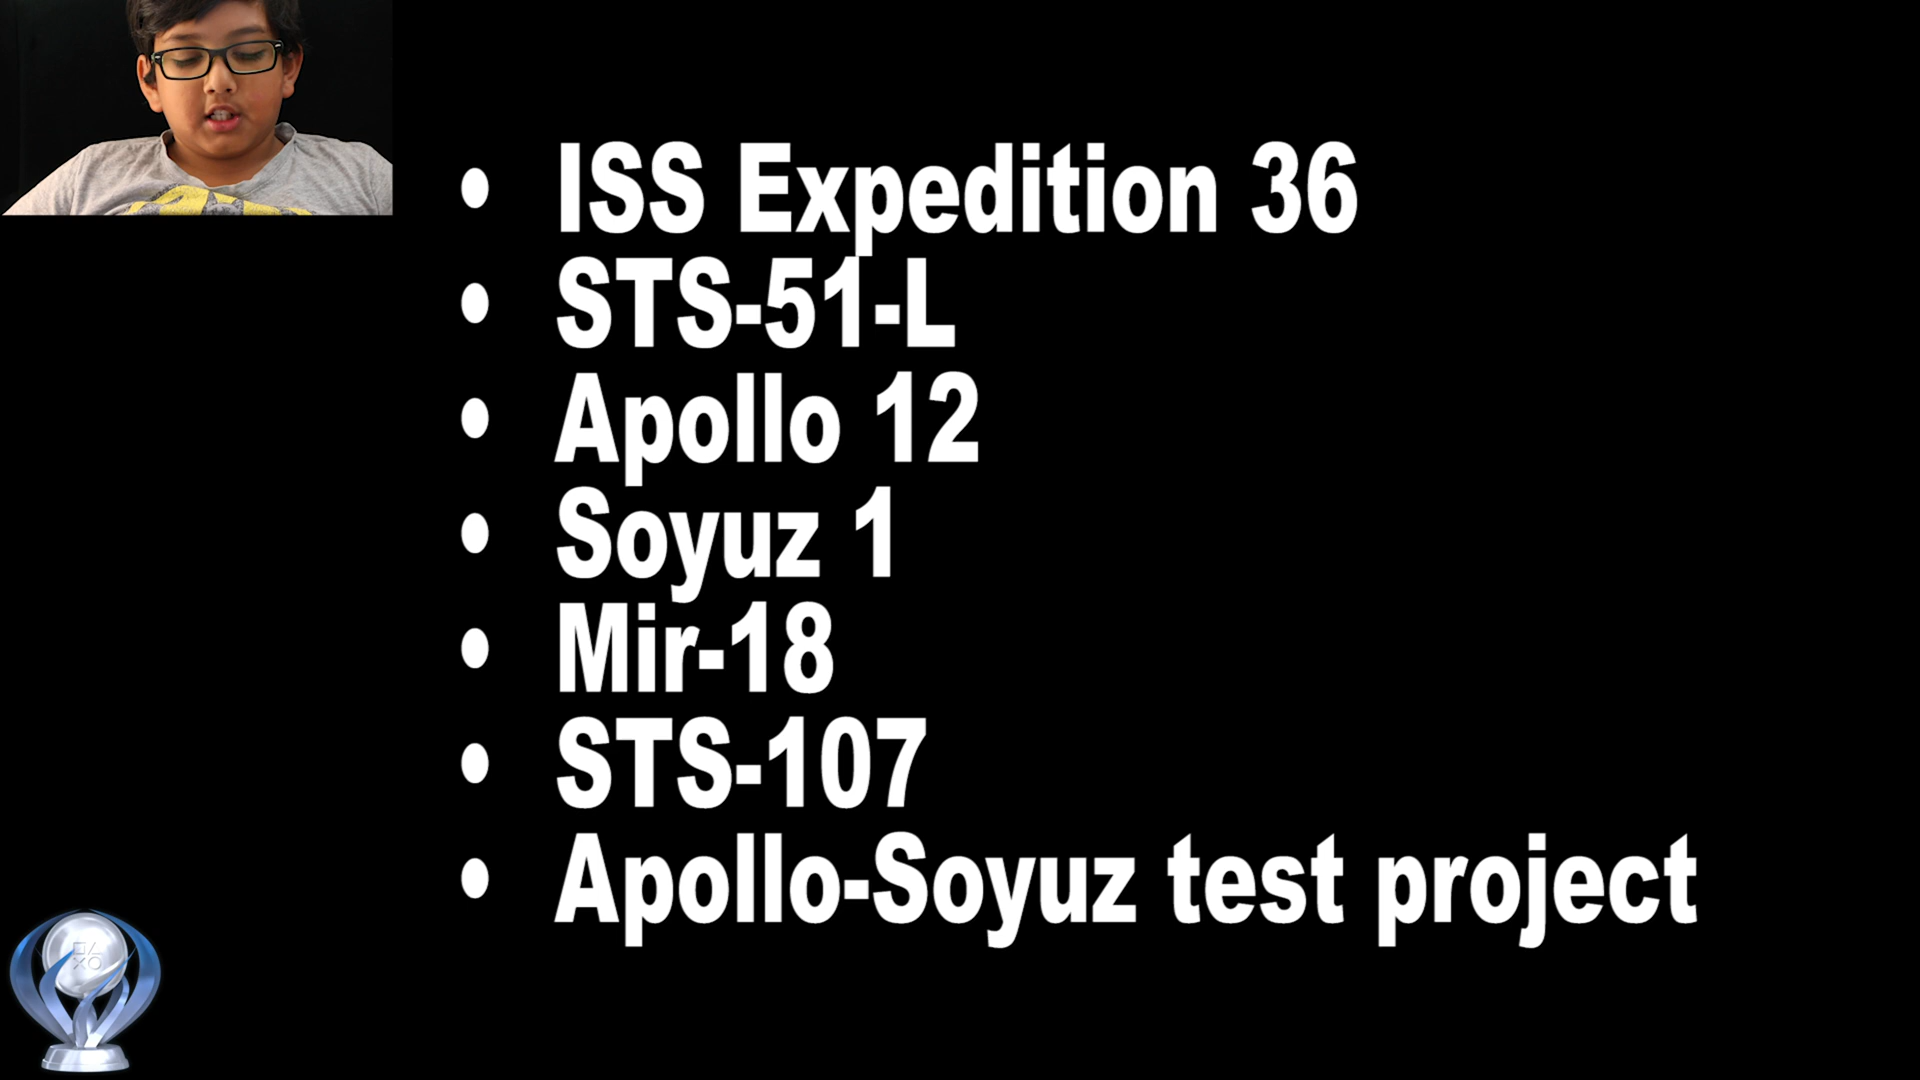 • ISS Expedition 36
• STS-51-L
• Apollo 12
• Soyuz 1
• Mir-18
• STS-107
• Apollo-Soyuz test project